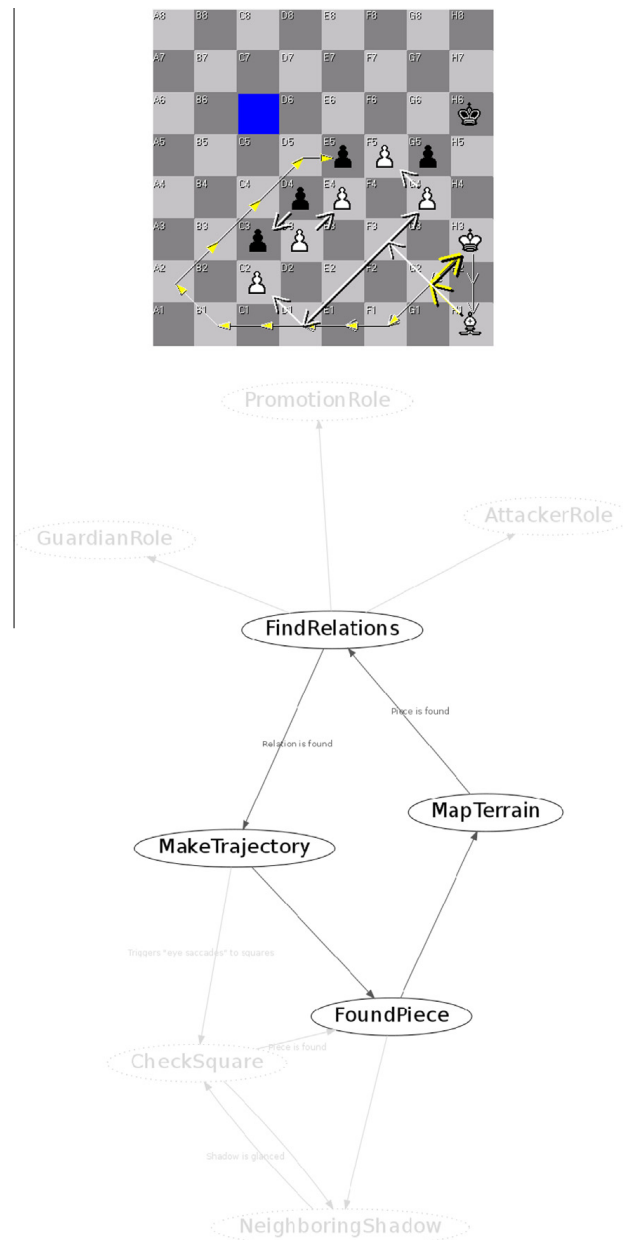 A8 B8 C8 D8 E8 F8 G8 H8
A7 B7 C7 D7 E7 F7 G7 H7
A6 B6 D6 E6 F6 G6 H6
A5 B5 C5 D5 E5 F5 G5 H5
A4 B4 C4 D4 E4 F4 H4
A3 B3 C3 F3 G3 H3
A2 B2 C2 D2 E2 F2
A1 B1 C1 D1 E1 F1 G1
PromotionRole
AttackerRole
GuardianRole
FindRelations
Piece is found
Relation is found
MapTerrain
MakeTrajectory
Triggers "eye saccades" to squares
FoundPiece
Piece is found
CheckSquare
Shadow is glanced
NeighboringShadow